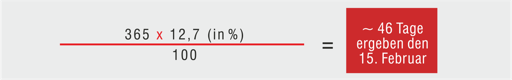 365 x 12,7 (in %)
100
=
~ 46 Tage
ergeben den
15. Februar